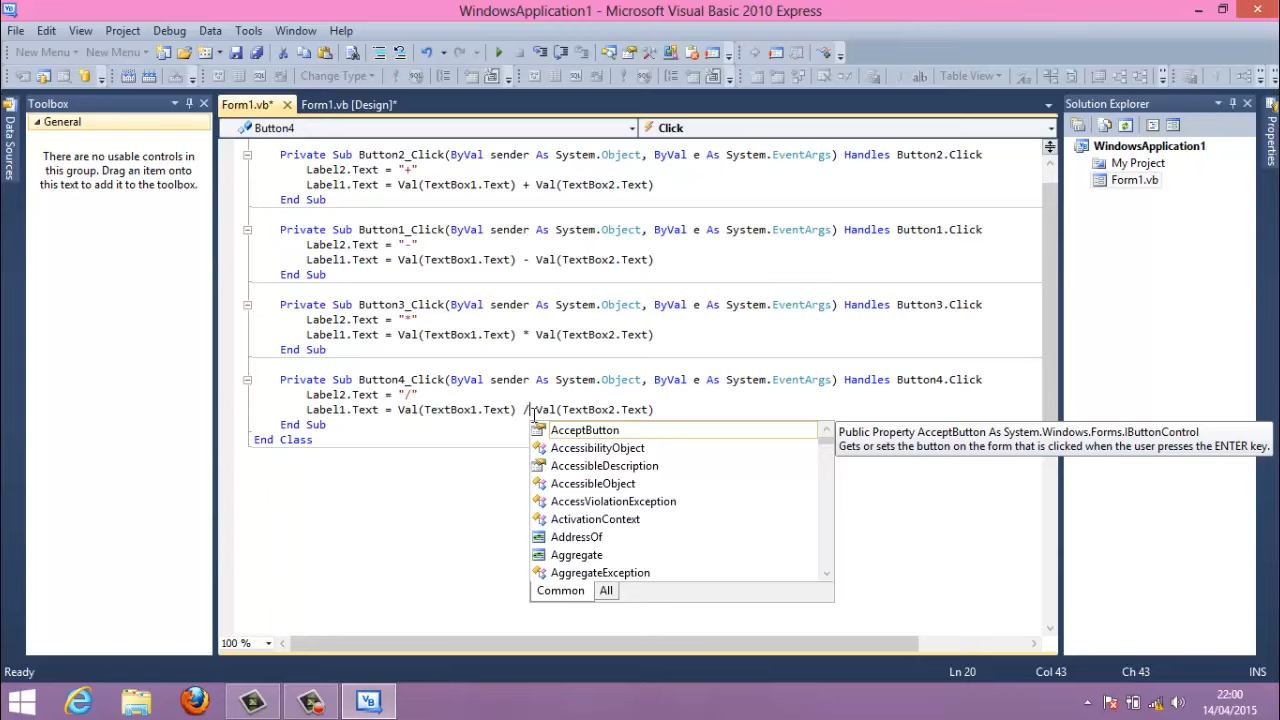 WindowsApplication1 - Microsoft Visual Basic 2010 Express
File Edit View Project Debug Data Tools Window Help
New Menu New Menu
Change Type Table View
Toolbox
General
There are no usable controls in
this group. Drag an item onto
this text to add it to the toolbox.
Data Sources
Form1.vb* Form1.vb [Design]*
Button4 Click
Private Sub Button2_Click(ByVal sender As System.Object, ByVal e As System.EventArgs) Handles Button2.Click
Label2.Text = "+"
Label1.Text = Val(TextBox1.Text) + Val(TextBox2.Text)
End Sub
Private Sub Button1_Click(ByVal sender As System.Object, ByVal e As System.EventArgs) Handles Button1.Click
Label2.Text = "-"
Label1.Text = Val(TextBox1.Text) - Val(TextBox2.Text)
End Sub
Private Sub Button3_Click(ByVal sender As System.Object, ByVal e As System.EventArgs) Handles Button3.Click
Label2.Text = "*"
Label1.Text = Val(TextBox1.Text) * Val(TextBox2.Text)
End Sub
Private Sub Button4_Click(ByVal sender As System.Object, ByVal e As System.EventArgs) Handles Button4.Click
Label2.Text = "/"
Label1.Text = Val(TextBox1.Text) / Val(TextBox2.Text)
End Sub
End Class
AcceptButton
AccessibilityObject
AccessibleDescription
AccessibleObject
AccessViolationException
ActivationContext
AddressOf
Aggregate
AggregateException
Common All
Public Property AcceptButton As System.Windows.Forms.IButtonControl
Gets or sets the button on the form that is clicked when the user presses the ENTER key.
Solution Explorer
WindowsApplication1
My Project
Form1.vb
Properties
100 %
Ready Ln 20 Col 43 Ch 43 INS
VB
22:00
14/04/2015